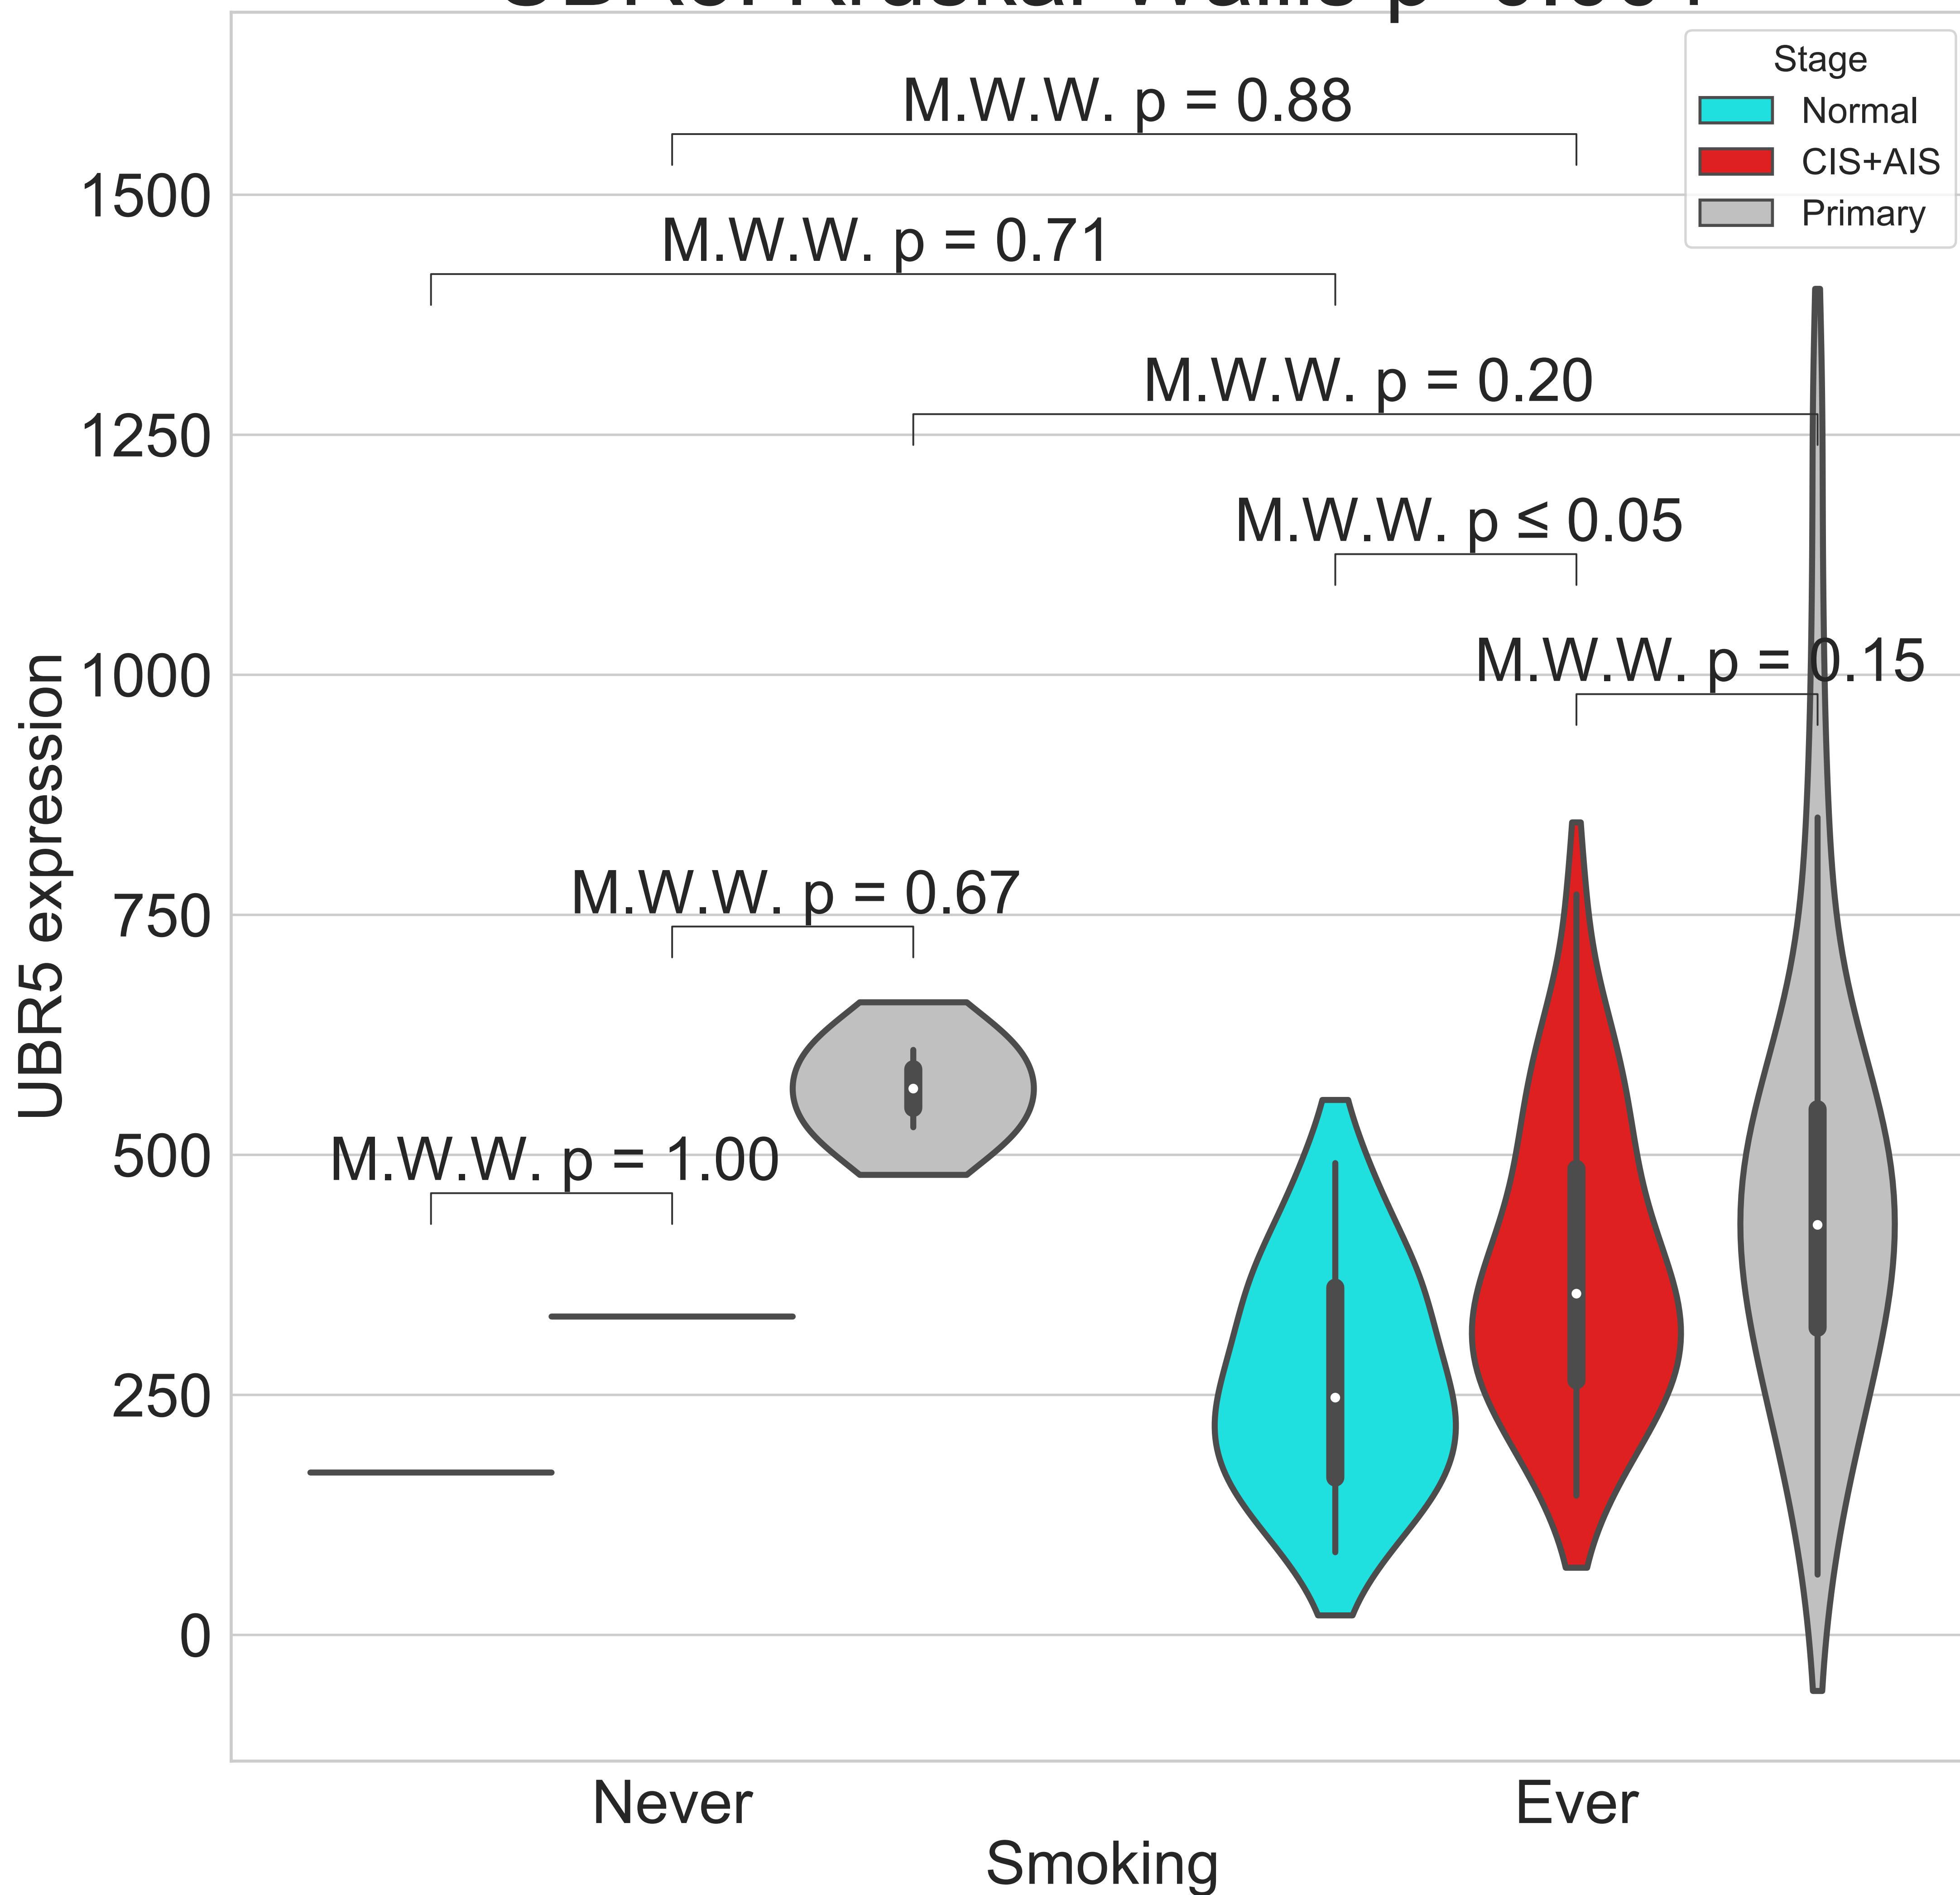 Stage
Normal
CIS+AIS
Primary
M.W.W. p = 0.88
1500
M.W.W. p = 0.71
M.W.W. p = 0.20
1250
M.W.W. p ≤ 0.05
M.W.W. p = 0.15
1000
M.W.W. p = 0.67
750
M.W.W. p = 1.00
500
250
0
UBR5 expression
Never
Ever
Smoking